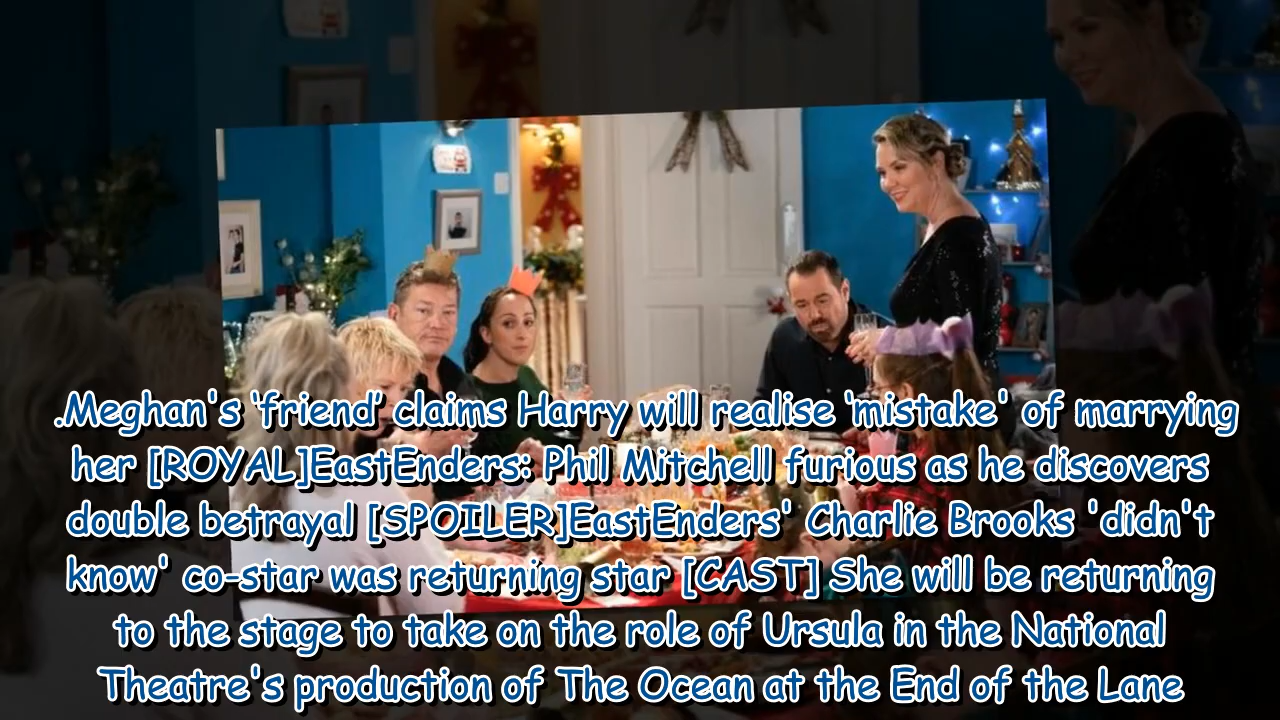 .Meghan's ‘friend’ claims Harry will realise ‘mistake' of marrying
her [ROYAL]EastEnders: Phil Mitchell furious as he discovers
double betrayal [SPOILER]EastEnders' Charlie Brooks 'didn't
know' co-star was returning star [CAST] She will be returning
to the stage to take on the role of Ursula in the National
Theatre's production of The Ocean at the End of the Lane